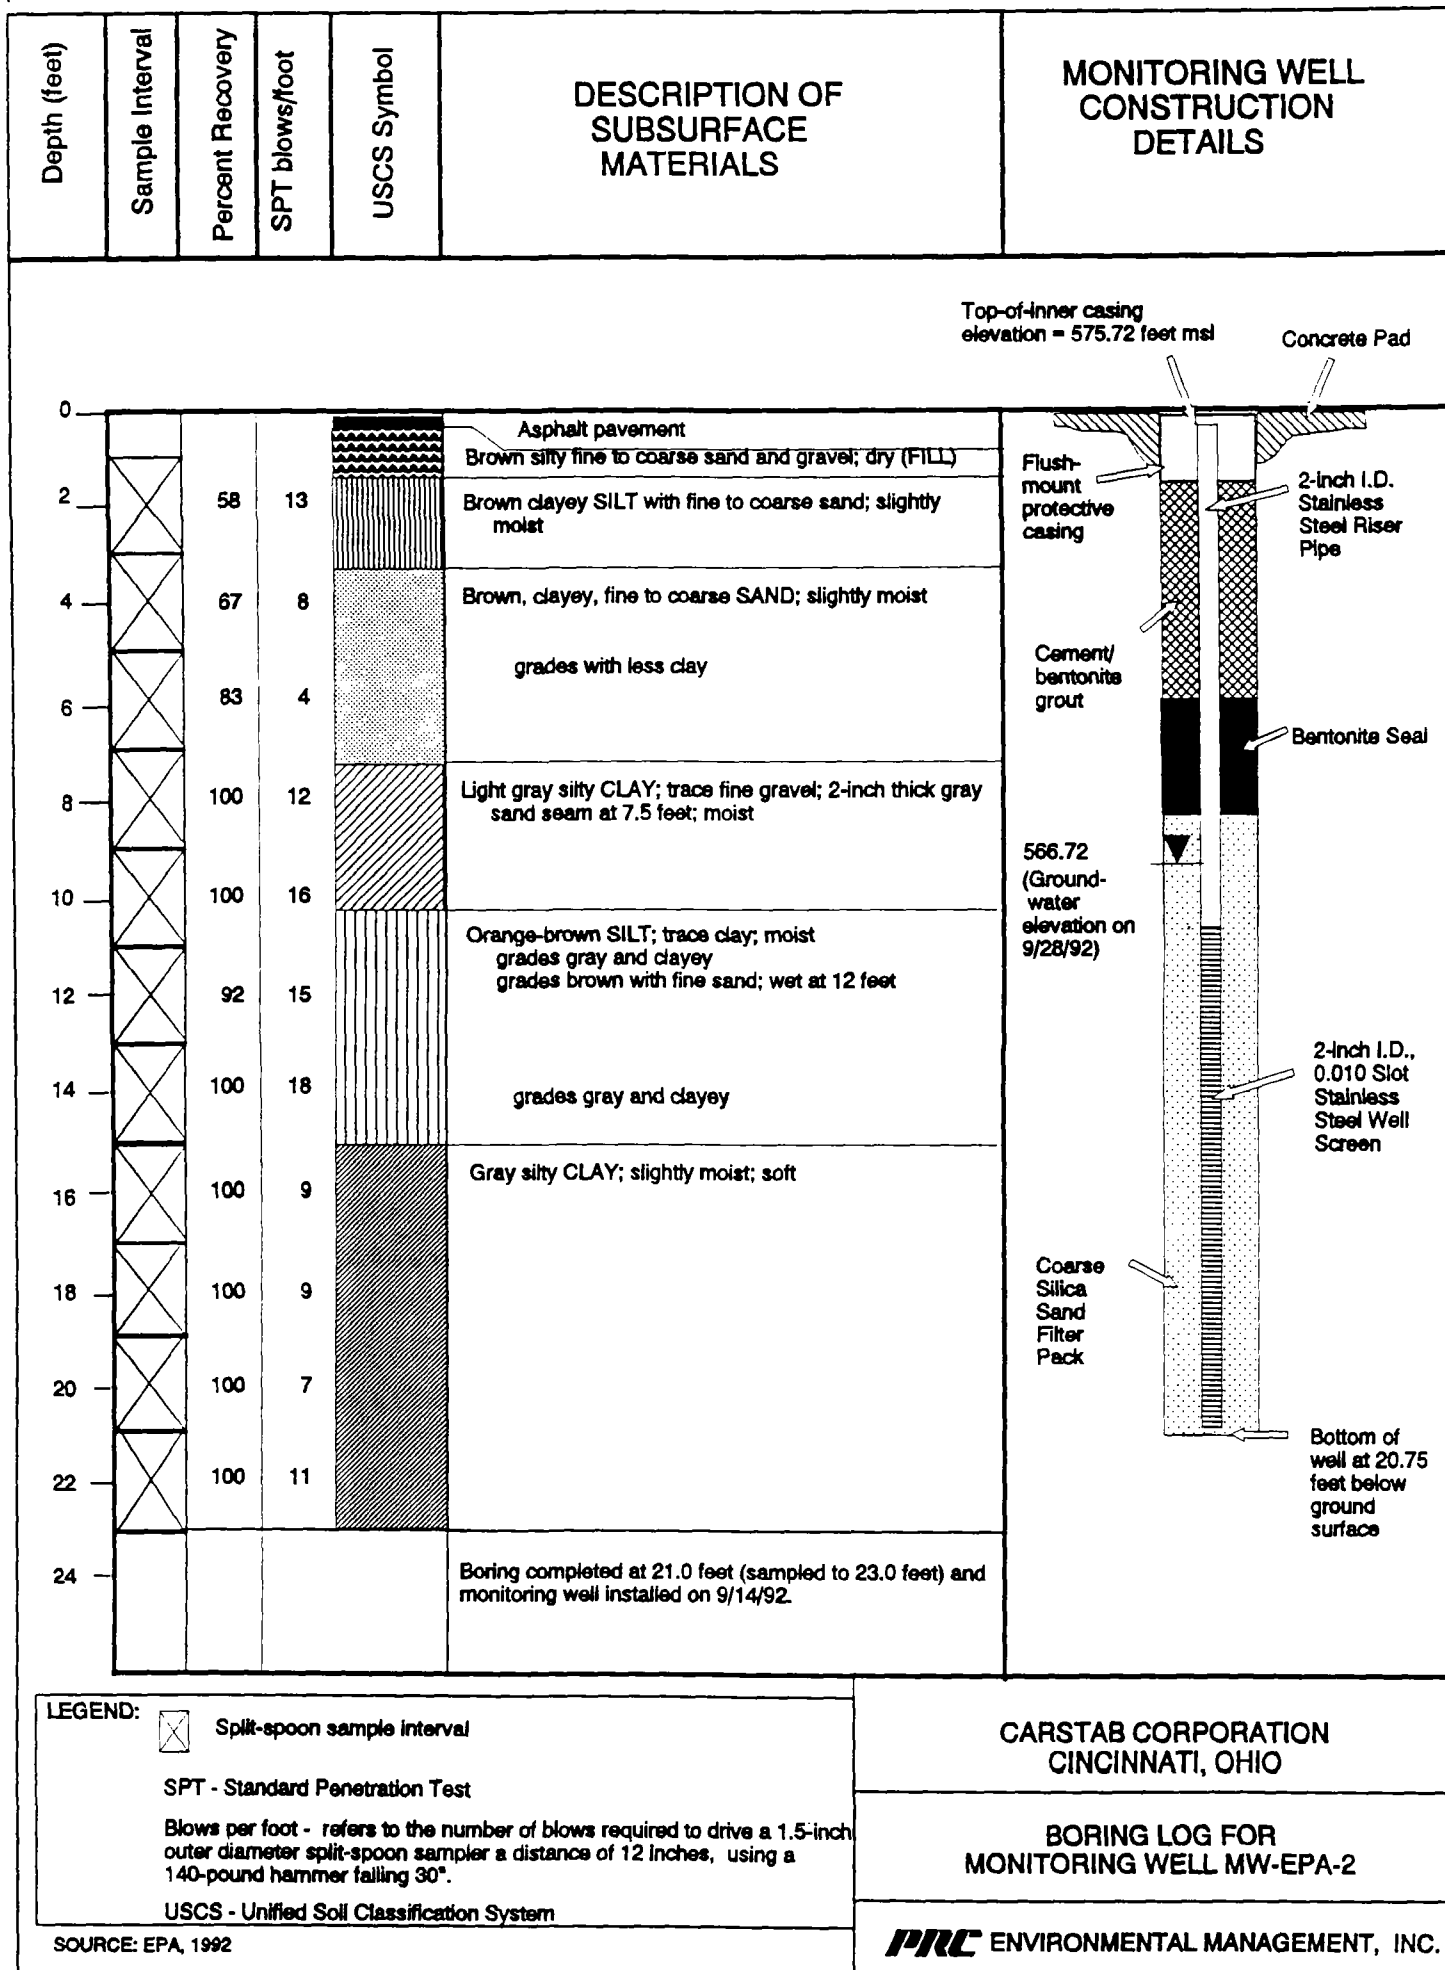 Depth (feet)
Sample Interval
Percent Recovery
SPT blows/foot
USCS Symbol
DESCRIPTION OF
SUBSURFACE
MATERIALS
MONITORING WELL
CONSTRUCTION
DETAILS
Top-of-inner casing
elevation = 575.72 feet msl
Concrete Pad
0
Asphalt pavement
Brown silty fine to coarse sand and gravel; dry (FILL)
Flush-
mount
protective
casing
2-inch I.D.
Stainless
Steel Riser
Pipe
2
58 13
Brown clayey SILT with fine to coarse sand; slightly
moist
4
67 8
Brown, clayey, fine to coarse SAND; slightly moist
grades with less clay
Cement/
bentonite
grout
6
83 4
Bentonite Seal
8
100 12
Light gray silty CLAY; trace fine gravel; 2-inch thick gray
sand seam at 7.5 feet; moist
566.72
(Ground-
water
elevation on
9/28/92)
10
100 16
Orange-brown SILT; trace clay; moist
grades gray and clayey
grades brown with fine sand; wet at 12 feet
12
92 15
14
100 18
grades gray and clayey
2-inch I.D.,
0.010 Slot
Stainless
Steel Well
Screen
16
100 9
Gray silty CLAY; slightly moist; soft
18
100 9
Coarse
Silica
Sand
Filter
Pack
20
100 7
22
100 11
Bottom of
well at 20.75
feet below
ground
surface
24
Boring completed at 21.0 feet (sampled to 23.0 feet) and
monitoring well installed on 9/14/92.
LEGEND:
Split-spoon sample interval
SPT - Standard Penetration Test
Blows per foot - refers to the number of blows required to drive a 1.5-inch
outer diameter split-spoon sampler a distance of 12 inches, using a
140-pound hammer falling 30".
USCS - Unified Soil Classification System
SOURCE: EPA, 1992
CARSTAB CORPORATION
CINCINNATI, OHIO
BORING LOG FOR
MONITORING WELL MW-EPA-2
PRC ENVIRONMENTAL MANAGEMENT, INC.